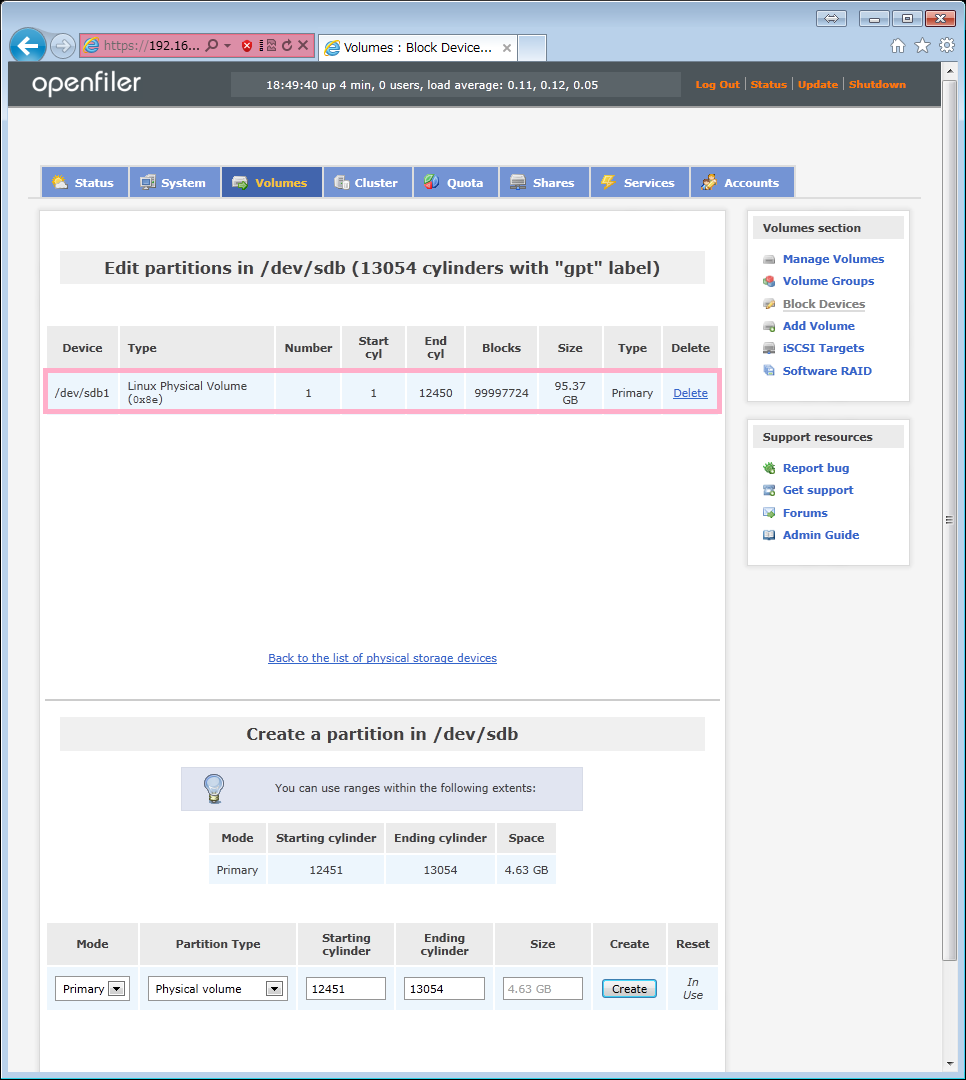 https://192.16...
Volumes : Block Device...
openfiler
18:49:40 up 4 min, 0 users, load average: 0.11, 0.12, 0.05
Log Out | Status | Update | Shutdown
Status System Volumes Cluster Quota Shares Services Accounts
Edit partitions in /dev/sdb (13054 cylinders with "gpt" label)
Device Type Number Start cyl End cyl Blocks Size Type Delete
/dev/sdb1 Linux Physical Volume (0x8e) 1 1 12450 99997724 95.37 GB Primary Delete
Back to the list of physical storage devices
Create a partition in /dev/sdb
You can use ranges within the following extents:
Mode Starting cylinder Ending cylinder Space
Primary 12451 13054 4.63 GB
Mode Partition Type Starting cylinder Ending cylinder Size Create Reset
Primary Physical volume 12451 13054 4.63 GB Create In Use
Volumes section
Manage Volumes
Volume Groups
Block Devices
Add Volume
iSCSI Targets
Software RAID
Support resources
Report bug
Get support
Forums
Admin Guide